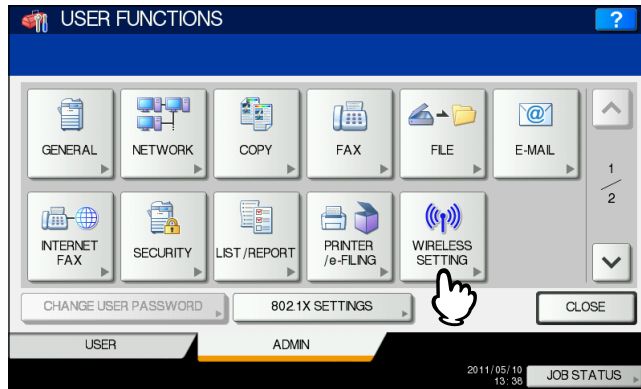 USER FUNCTIONS
?
GENERAL
NETWORK
COPY
FAX
FILE
E-MAIL
1
2
INTERNET
FAX
SECURITY
LIST/REPORT
PRINTER
/e-FILING
WIRELESS
SETTING
CHANGE USER PASSWORD
802.1X SETTINGS
CLOSE
USER
ADMIN
2011/05/10
13:38
JOB STATUS